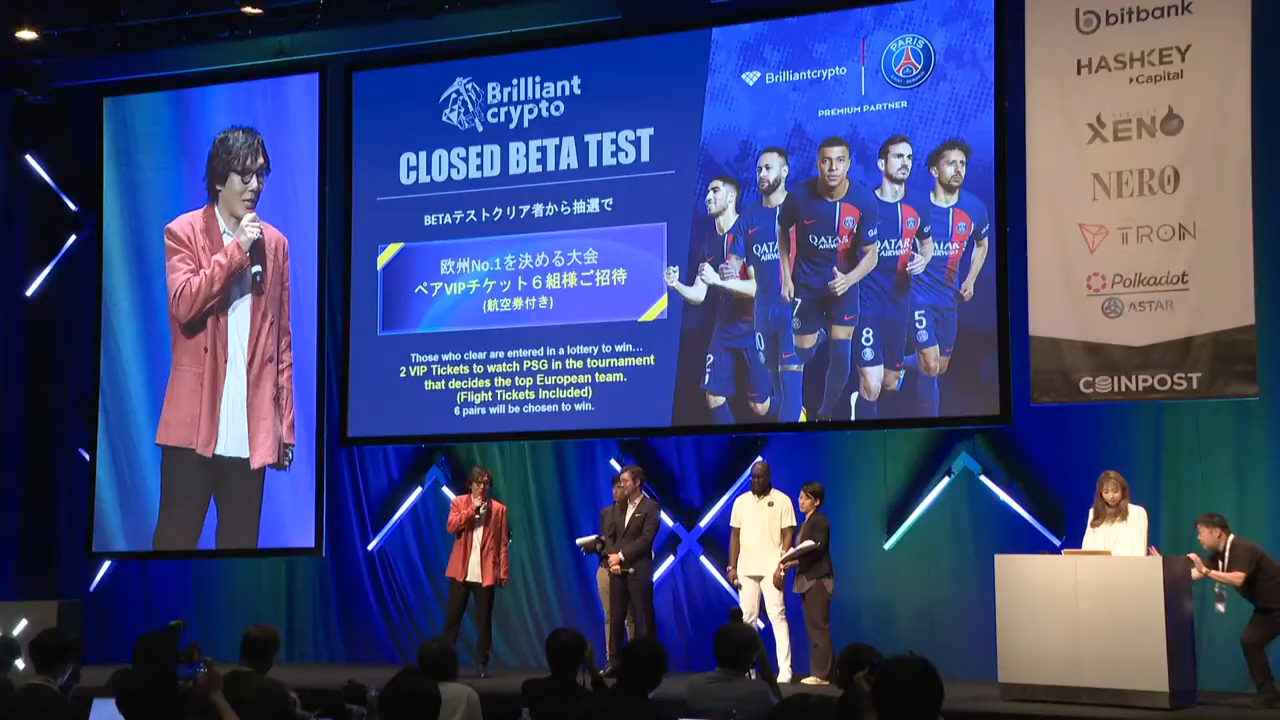 Brilliant
crypto
CLOSED BETA TEST
BETAテストクリア者から抽選で
欧州No.1を決める大会
ペアVIPチケット6組様ご招待
(航空券付き)
Those who clear are entered in a lottery to win...
2 VIP Tickets to watch PSG in the tournament
that decides the top European team.
(Flight Tickets Included)
6 pairs will be chosen to win.
Brilliantcrypto
PARIS
PREMIUM PARTNER
QATAR
AIRWAYS
7
8
5
2
bitbank
HASHKEY
Capital
XENO
NERO
TRON
Polkadot
ASTAR
COINPOST